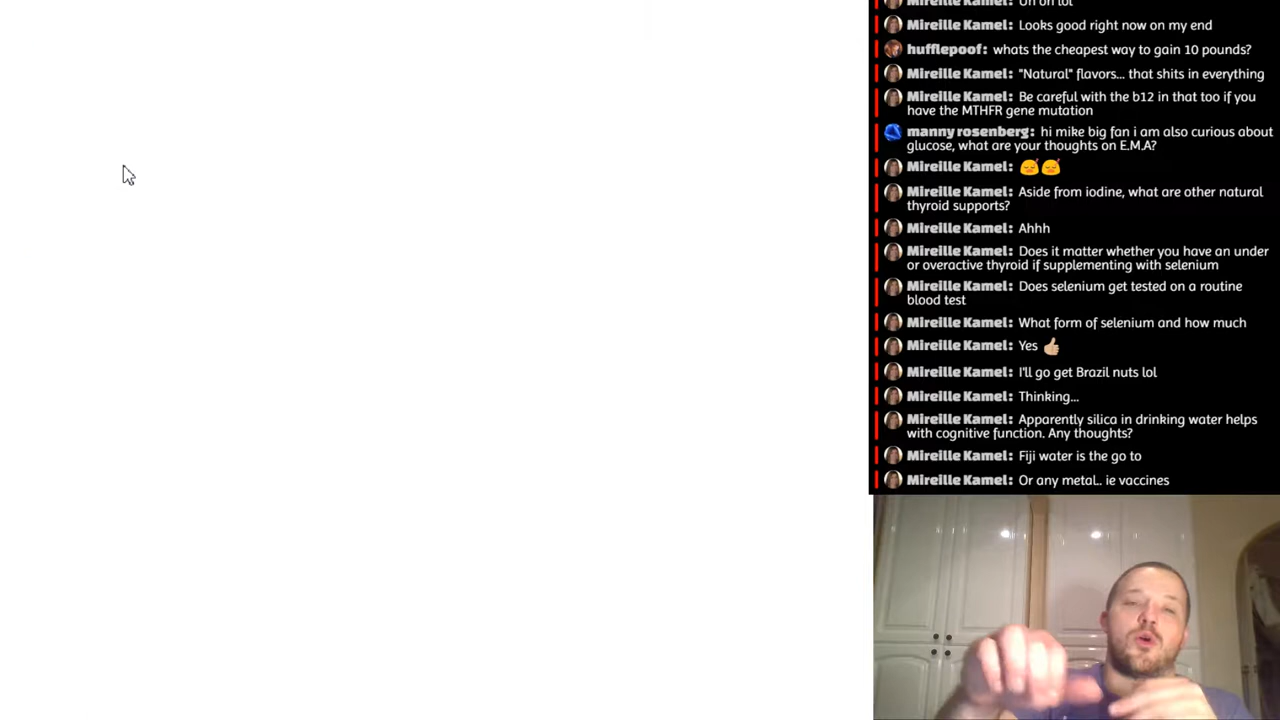 Mireille Kamel: Uh oh lol
Mireille Kamel: Looks good right now on my end
hufflepoof: whats the cheapest way to gain 10 pounds?
Mireille Kamel: "Natural" flavors... that shits in everything
Mireille Kamel: Be careful with the b12 in that too if you
have the MTHFR gene mutation
manny rosenberg: hi mike big fan i am also curious about
glucose, what are your thoughts on E.M.A?
Mireille Kamel: 😴😴
Mireille Kamel: Aside from iodine, what are other natural
thyroid supports?
Mireille Kamel: Ahhh
Mireille Kamel: Does it matter whether you have an under
or overactive thyroid if supplementing with selenium
Mireille Kamel: Does selenium get tested on a routine
blood test
Mireille Kamel: What form of selenium and how much
Mireille Kamel: Yes 👍🏼
Mireille Kamel: I'll go get Brazil nuts lol
Mireille Kamel: Thinking...
Mireille Kamel: Apparently silica in drinking water helps
with cognitive function. Any thoughts?
Mireille Kamel: Fiji water is the go to
Mireille Kamel: Or any metal.. ie vaccines